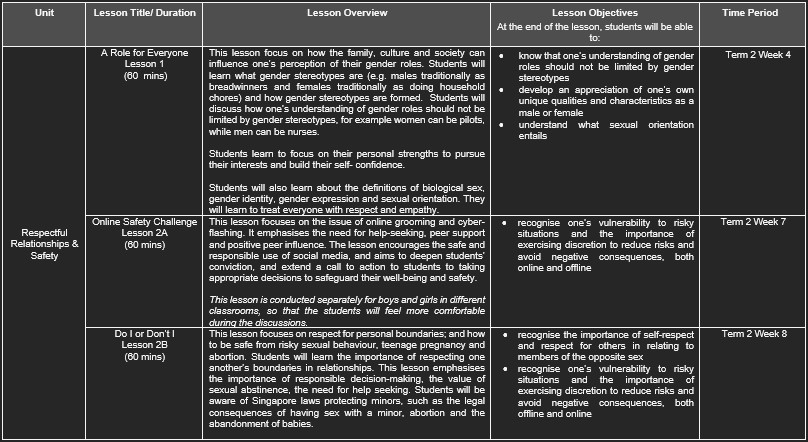 Unit
Lesson Title/ Duration
Lesson Overview
Lesson Objectives
At the end of the lesson, students will be able
to:
Time Period
Respectful
Relationships &
Safety
A Role for Everyone
Lesson 1
(60 mins)
This lesson focus on how the family, culture and society can
influence one's perception of their gender roles. Students will
learn what gender stereotypes are (e.g. males traditionally as
breadwinners and females traditionally as doing household
chores) and how gender stereotypes are formed. Students will
discuss how one's understanding of gender roles should not be
limited by gender stereotypes, for example women can be pilots,
while men can be nurses.
Students learn to focus on their personal strengths to pursue
their interests and build their self- confidence.
Students will also learn about the definitions of biological sex,
gender identity, gender expression and sexual orientation. They
will learn to treat everyone with respect and empathy.
• know that one's understanding of gender
roles should not be limited by gender
stereotypes
• develop an appreciation of one's own
unique qualities and characteristics as a
male or female
• understand what sexual orientation
entails
Term 2 Week 4
Online Safety Challenge
Lesson 2A
(60 mins)
This lesson focuses on the issue of online grooming and cyber-
flashing. It emphasises the need for help-seeking, peer support
and positive peer influence. The lesson encourages the safe and
responsible use of social media, and aims to deepen students'
conviction, and extend a call to action to students to taking
appropriate decisions to safeguard their well-being and safety.
This lesson is conducted separately for boys and girls in different
classrooms, so that the students will feel more comfortable
during the discussions.
• recognise one's vulnerability to risky
situations and the importance of
exercising discretion to reduce risks and
avoid negative consequences, both
online and offline
Term 2 Week 7
Do I or Don't I
Lesson 2B
(60 mins)
This lesson focuses on respect for personal boundaries; and how
to be safe from risky sexual behaviour, teenage pregnancy and
abortion. Students will learn the importance of respecting one
another's boundaries in relationships. This lesson emphasises
the importance of responsible decision-making, the value of
sexual abstinence, the need for help seeking. Students will be
aware of Singapore laws protecting minors, such as the legal
consequences of having sex with a minor, abortion and the
abandonment of babies.
• recognise the importance of self-respect
and respect for others in relating to
members of the opposite sex
• recognise one's vulnerability to risky
situations and the importance of
exercising discretion to reduce risks and
avoid negative consequences, both
offline and online
Term 2 Week 8